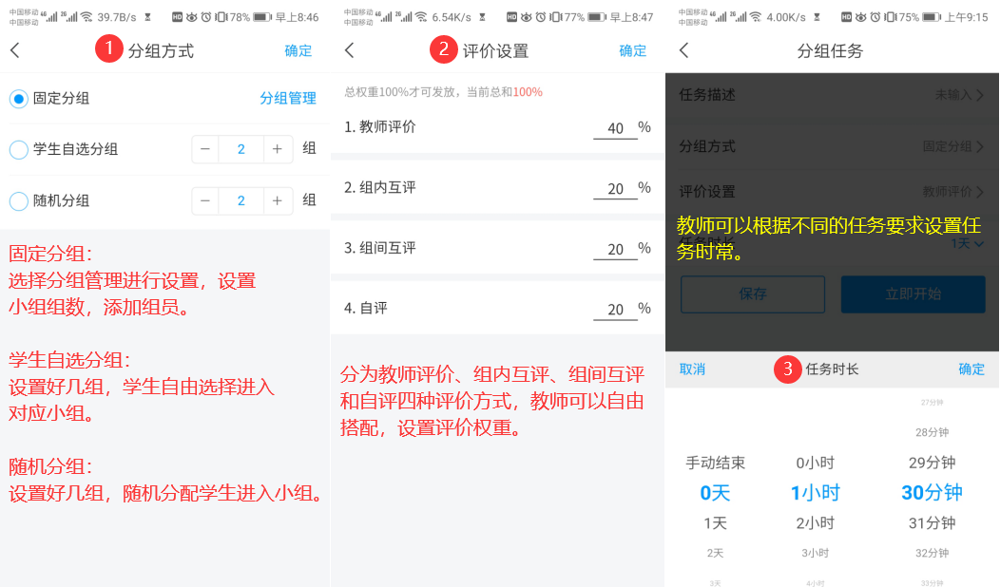 中国移动 4G 2G 39.7B/s HD 78% 早上8:46
中国移动
1 分组方式 确定
固定分组 分组管理
学生自选分组 − 2 + 组
随机分组 − 2 + 组
固定分组：
选择分组管理进行设置，设置
小组组数，添加组员。
学生自选分组：
设置好几组，学生自由选择进入
对应小组。
随机分组：
设置好几组，随机分配学生进入小组。
中国移动 4G 2G 6.54K/s HD 77% 早上8:47
中国移动
2 评价设置 确定
总权重100%才可发放，当前总和100%
1. 教师评价 40 %
2. 组内互评 20 %
3. 组间互评 20 %
4. 自评 20 %
分为教师评价、组内互评、组间互评
和自评四种评价方式，教师可以自由
搭配，设置评价权重。
中国移动 4G 2G 4.00K/s HD 75% 上午9:15
中国移动
分组任务
任务描述 未输入
分组方式 固定分组
评价设置 教师评价
教师可以根据不同的任务要求设置任
务时常。
任务时长 1天
保存 立即开始
取消 3 任务时长 确定
27分钟
28分钟
手动结束 0小时 29分钟
0天 1小时 30分钟
1天 2小时 31分钟
2天 3小时 32分钟
3天 4小时 33分钟